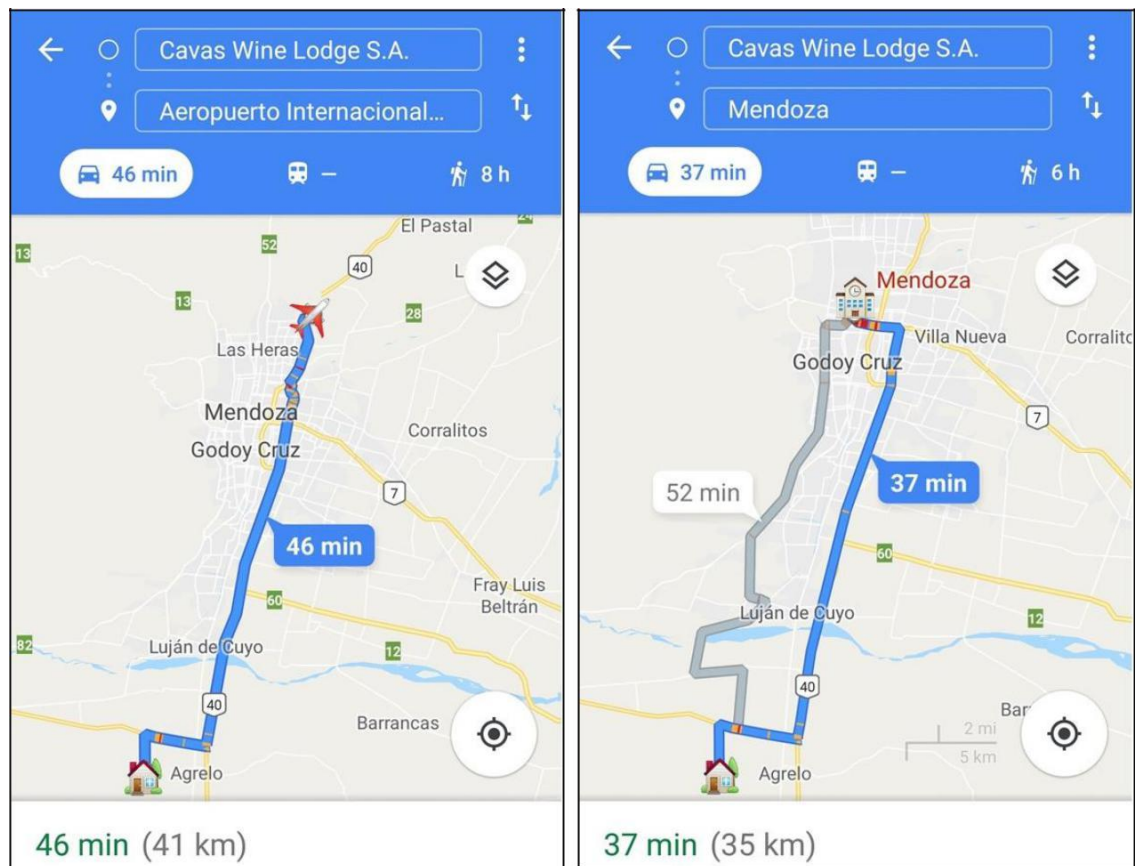 Cavas Wine Lodge S.A.
Aeropuerto Internacional...
46 min
–
8 h
El Pastal
24
13
52
40
L
13
28
Las Heras
Mendoza
Corralitos
Godoy Cruz
7
46 min
Fray Luis
Beltrán
60
82
Luján de Cuyo
12
40
Barrancas
Agrelo
46 min (41 km)
Cavas Wine Lodge S.A.
Mendoza
37 min
–
6 h
Mendoza
Villa Nueva
Corralito
Godoy Cruz
7
52 min
37 min
60
Luján de Cuyo
12
40
Bar
2 mi
5 km
Agrelo
37 min (35 km)